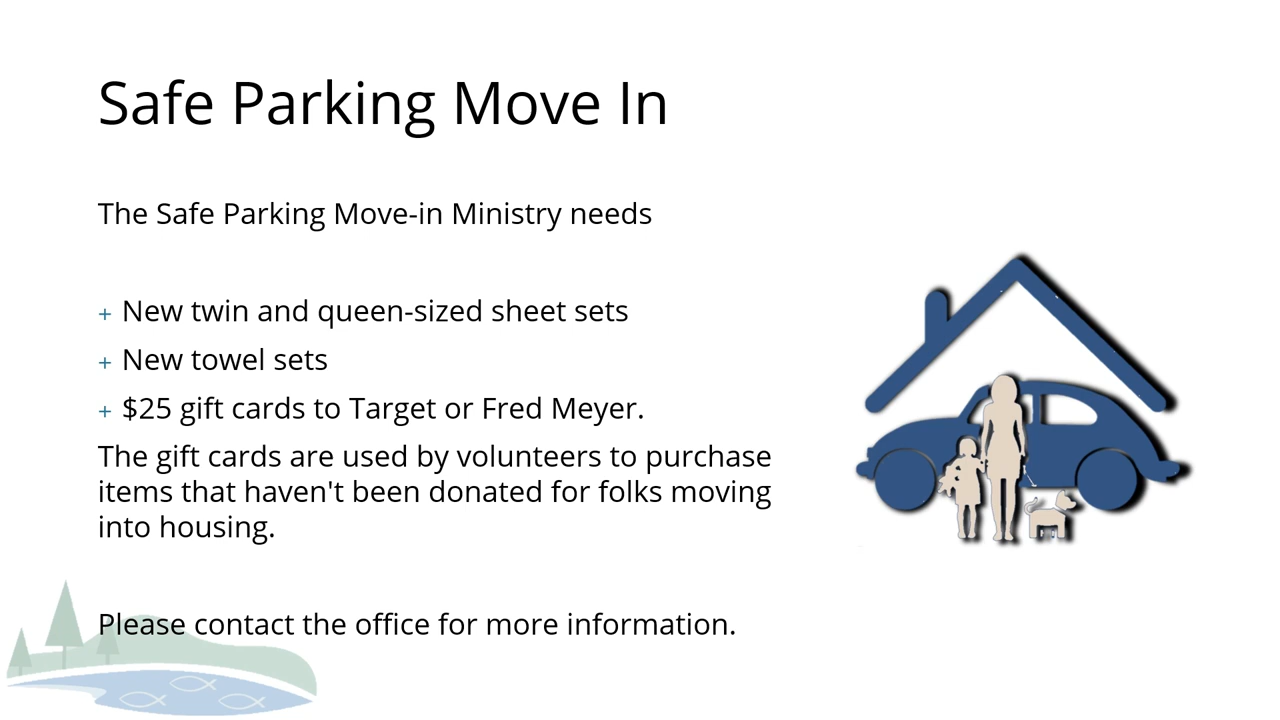 Safe Parking Move In
The Safe Parking Move-in Ministry needs
+ New twin and queen-sized sheet sets
+ New towel sets
+ $25 gift cards to Target or Fred Meyer.
The gift cards are used by volunteers to purchase
items that haven't been donated for folks moving
into housing.
Please contact the office for more information.